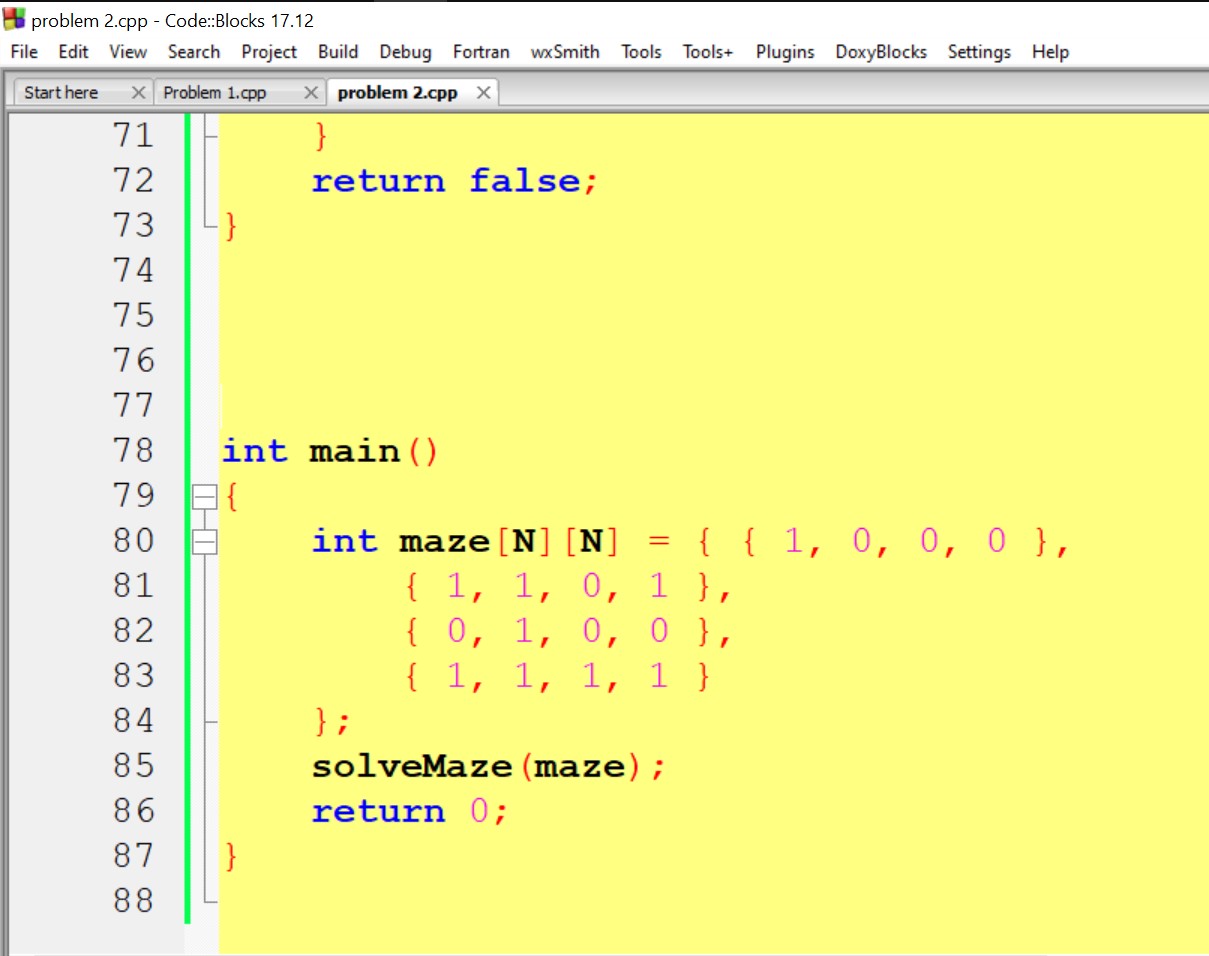 problem 2.cpp - Code::Blocks 17.12
File Edit View Search Project Build Debug Fortran wxSmith Tools Tools+ Plugins DoxyBlocks Settings Help
Start here Problem 1.cpp problem 2.cpp
71 }
72 return false;
73 }
74
75
76
77
78 int main()
79 {
80 int maze[N][N] = { { 1, 0, 0, 0 },
81 { 1, 1, 0, 1 },
82 { 0, 1, 0, 0 },
83 { 1, 1, 1, 1 }
84 };
85 solveMaze(maze);
86 return 0;
87 }
88